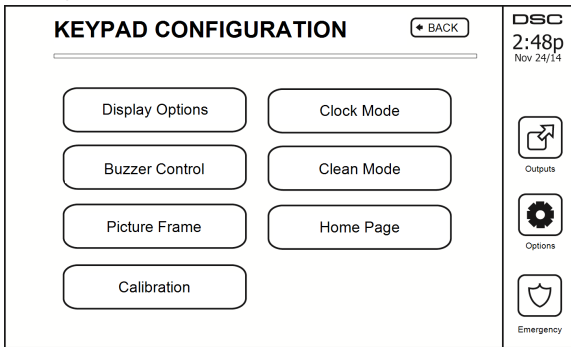 KEYPAD CONFIGURATION
BACK
DSC
2:48p
Nov 24/14
Display Options
Clock Mode
Buzzer Control
Clean Mode
Picture Frame
Home Page
Calibration
Outputs
Options
Emergency